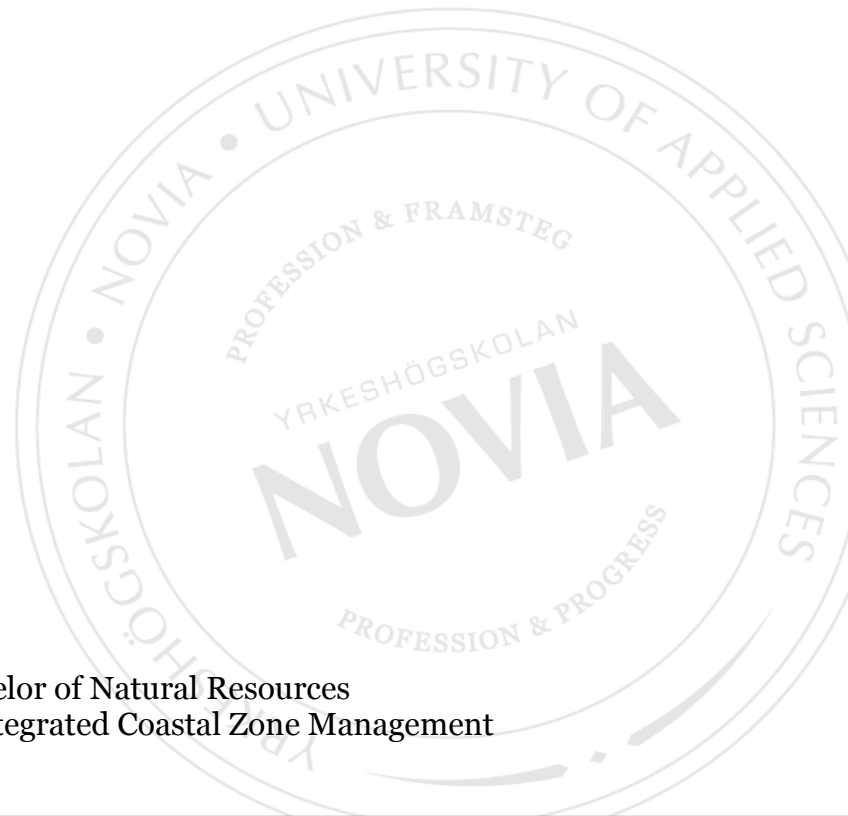 YRKESHÖGSKOLAN • NOVIA • UNIVERSITY OF APPLIED SCIENCES
PROFESSION & FRAMSTEG
YRKESHÖGSKOLAN
NOVIA
PROFESSION & PROGRESS
elor of Natural Resources
tegrated Coastal Zone Management